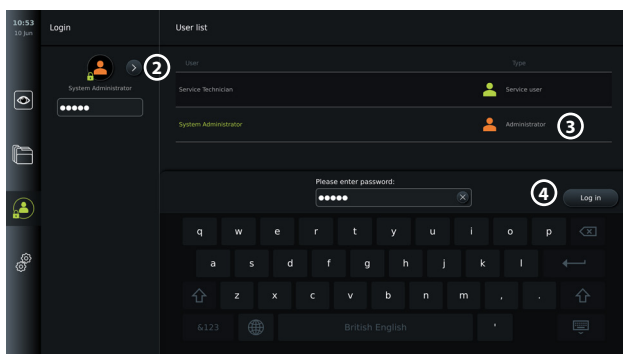 10:53
10 Jun
Login
User list
2
User
Type
System Administrator
Service Technician
Service user
●●●●●
System Administrator
Administrator
3
Please enter password:
●●●●●
4
Log in
q w e r t y u i o p
a s d f g h j k l
z x c v b n m , .
&123
British English
'